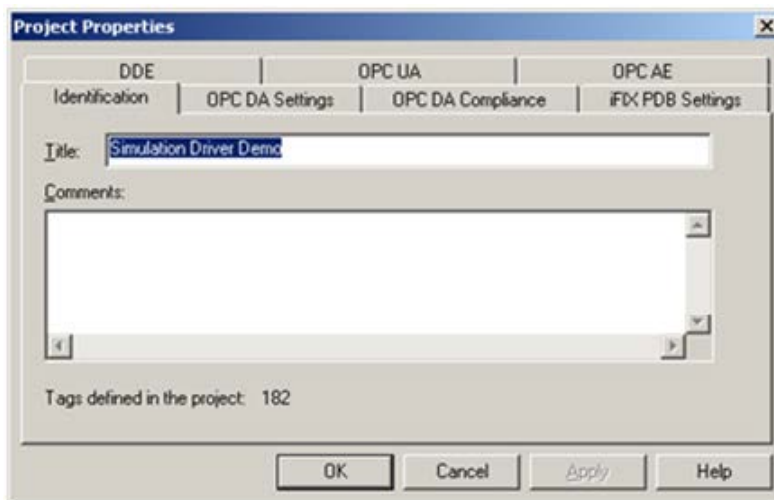 Project Properties
DDE OPC UA OPC AE
Identification OPC DA Settings OPC DA Compliance iFIX PDB Settings
Title: Simulation Driver Demo
Comments:
Tags defined in the project: 182
OK Cancel Apply Help